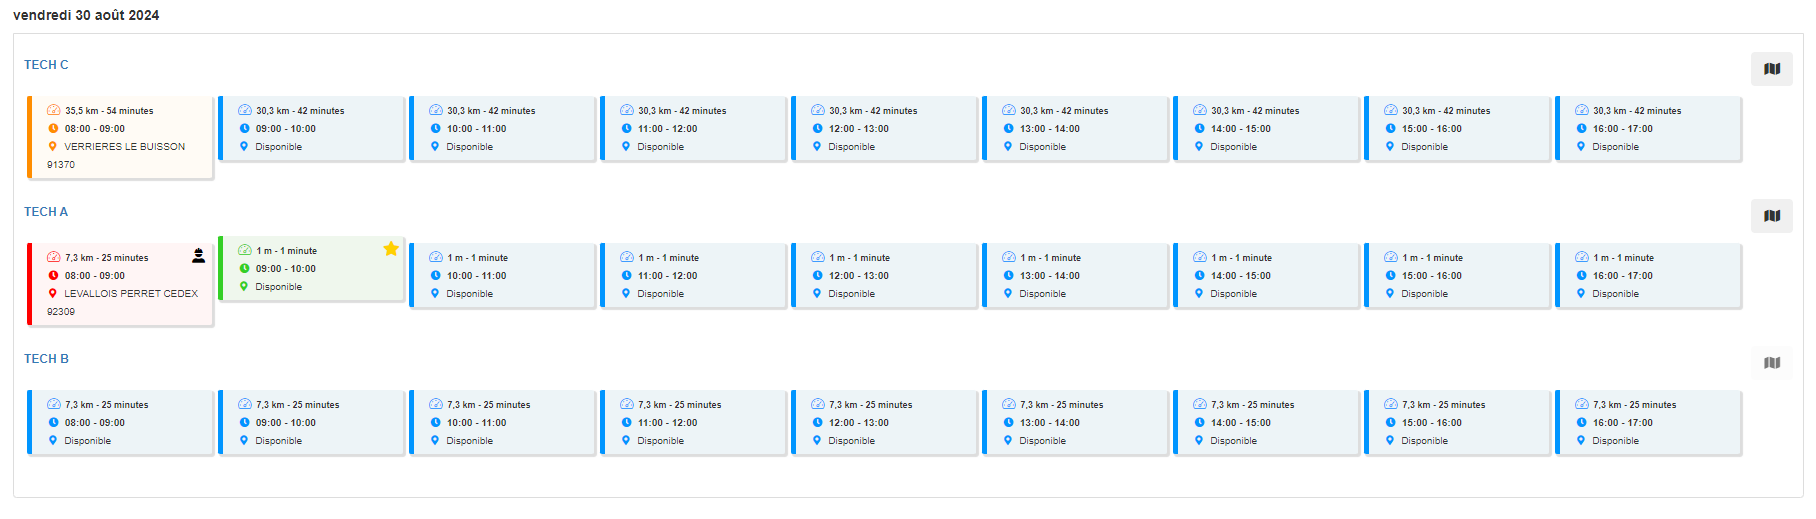 vendredi 30 août 2024
TECH C
35,5 km - 54 minutes
08:00 - 09:00
VERRIERES LE BUISSON
91370
30,3 km - 42 minutes
09:00 - 10:00
Disponible
30,3 km - 42 minutes
10:00 - 11:00
Disponible
30,3 km - 42 minutes
11:00 - 12:00
Disponible
30,3 km - 42 minutes
12:00 - 13:00
Disponible
30,3 km - 42 minutes
13:00 - 14:00
Disponible
30,3 km - 42 minutes
14:00 - 15:00
Disponible
30,3 km - 42 minutes
15:00 - 16:00
Disponible
30,3 km - 42 minutes
16:00 - 17:00
Disponible
TECH A
7,3 km - 25 minutes
08:00 - 09:00
LEVALLOIS PERRET CEDEX
92309
1 m - 1 minute
09:00 - 10:00
Disponible
1 m - 1 minute
10:00 - 11:00
Disponible
1 m - 1 minute
11:00 - 12:00
Disponible
1 m - 1 minute
12:00 - 13:00
Disponible
1 m - 1 minute
13:00 - 14:00
Disponible
1 m - 1 minute
14:00 - 15:00
Disponible
1 m - 1 minute
15:00 - 16:00
Disponible
1 m - 1 minute
16:00 - 17:00
Disponible
TECH B
7,3 km - 25 minutes
08:00 - 09:00
Disponible
7,3 km - 25 minutes
09:00 - 10:00
Disponible
7,3 km - 25 minutes
10:00 - 11:00
Disponible
7,3 km - 25 minutes
11:00 - 12:00
Disponible
7,3 km - 25 minutes
12:00 - 13:00
Disponible
7,3 km - 25 minutes
13:00 - 14:00
Disponible
7,3 km - 25 minutes
14:00 - 15:00
Disponible
7,3 km - 25 minutes
15:00 - 16:00
Disponible
7,3 km - 25 minutes
16:00 - 17:00
Disponible